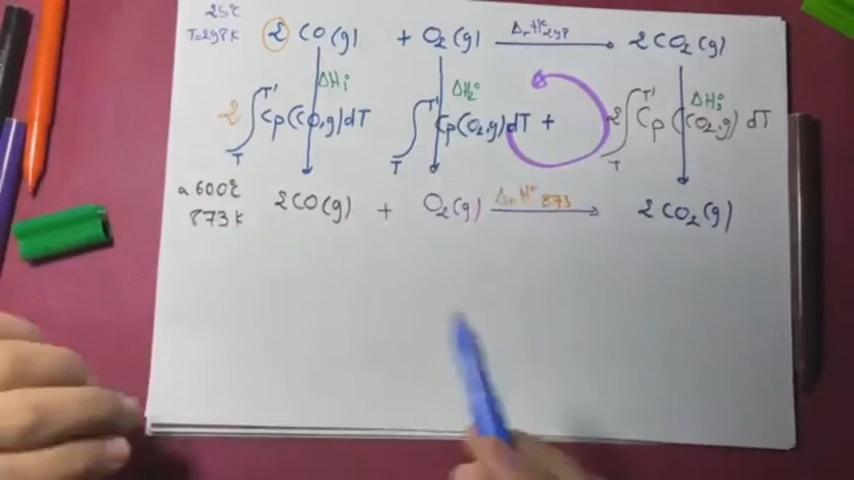 25°C
T=298K 2 CO(g) + O₂(g) ΔrH°298 2CO₂(g)
ΔH₁ ΔH₂° ΔH₃°
2 ∫ T T' Cp(CO,g)dT ∫ T T' Cp(O₂,g)dT + 2 ∫ T T' Cp(CO₂,g) dT
a 600°C
873K 2CO(g) + O₂(g) ΔrH° 873 2CO₂(g)